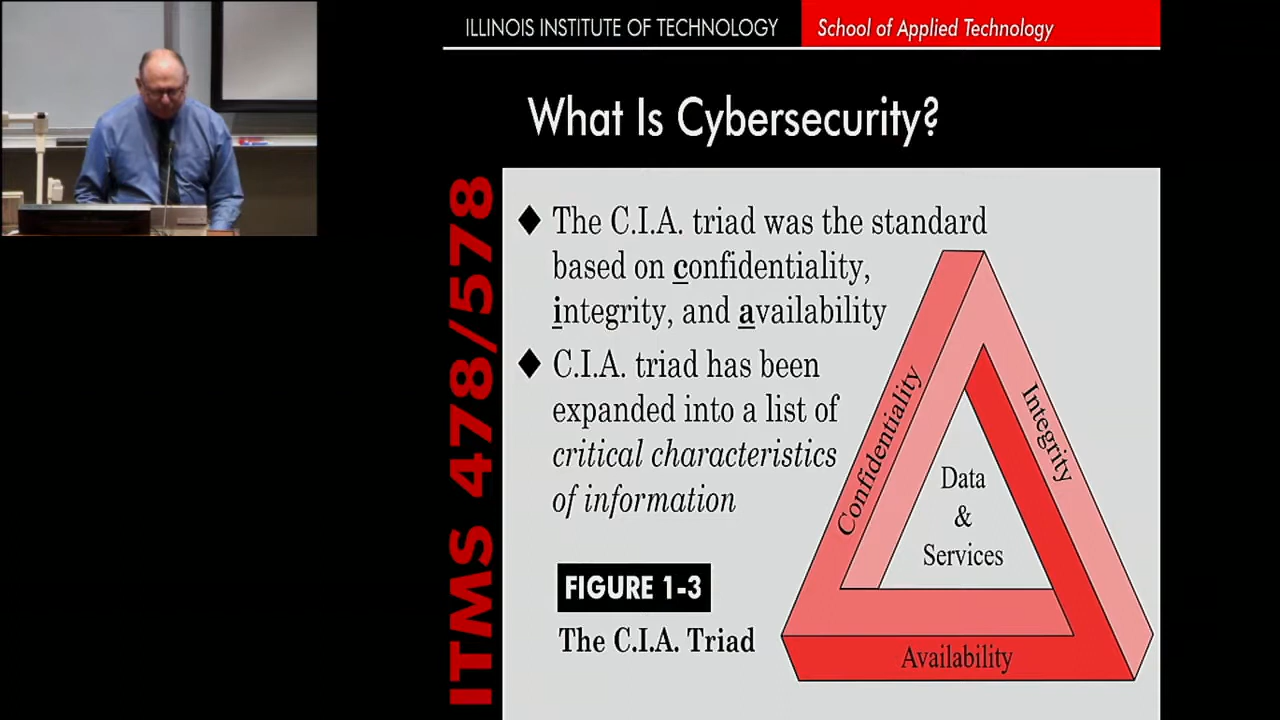 ILLINOIS INSTITUTE OF TECHNOLOGY
School of Applied Technology
What Is Cybersecurity?
ITMS 478/578
The C.I.A. triad was the standard
based on confidentiality,
integrity, and availability
C.I.A. triad has been
expanded into a list of
critical characteristics
of information
FIGURE 1-3
The C.I.A. Triad
Confidentiality
Integrity
Data
&
Services
Availability